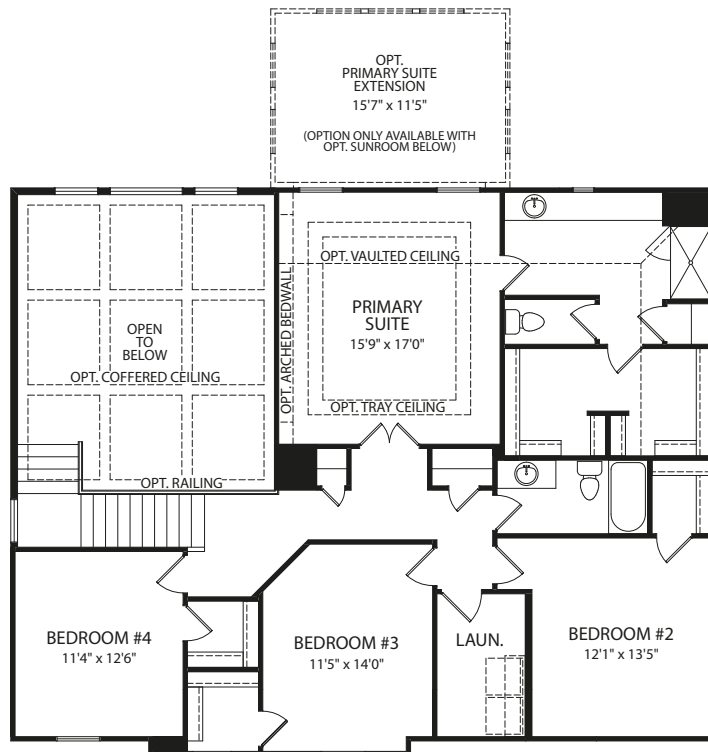 OPT.
PRIMARY SUITE
EXTENSION
15'7" x 11'5"
(OPTION ONLY AVAILABLE WITH
OPT. SUNROOM BELOW)
OPT. VAULTED CEILING
OPEN
TO
BELOW
OPT. COFFERED CEILING
OPT. ARCHED BEDWALL
PRIMARY
SUITE
15'9" x 17'0"
OPT. TRAY CEILING
OPT. RAILING
BEDROOM #4
11'4" x 12'6"
BEDROOM #3
11'5" x 14'0"
LAUN.
BEDROOM #2
12'1" x 13'5"